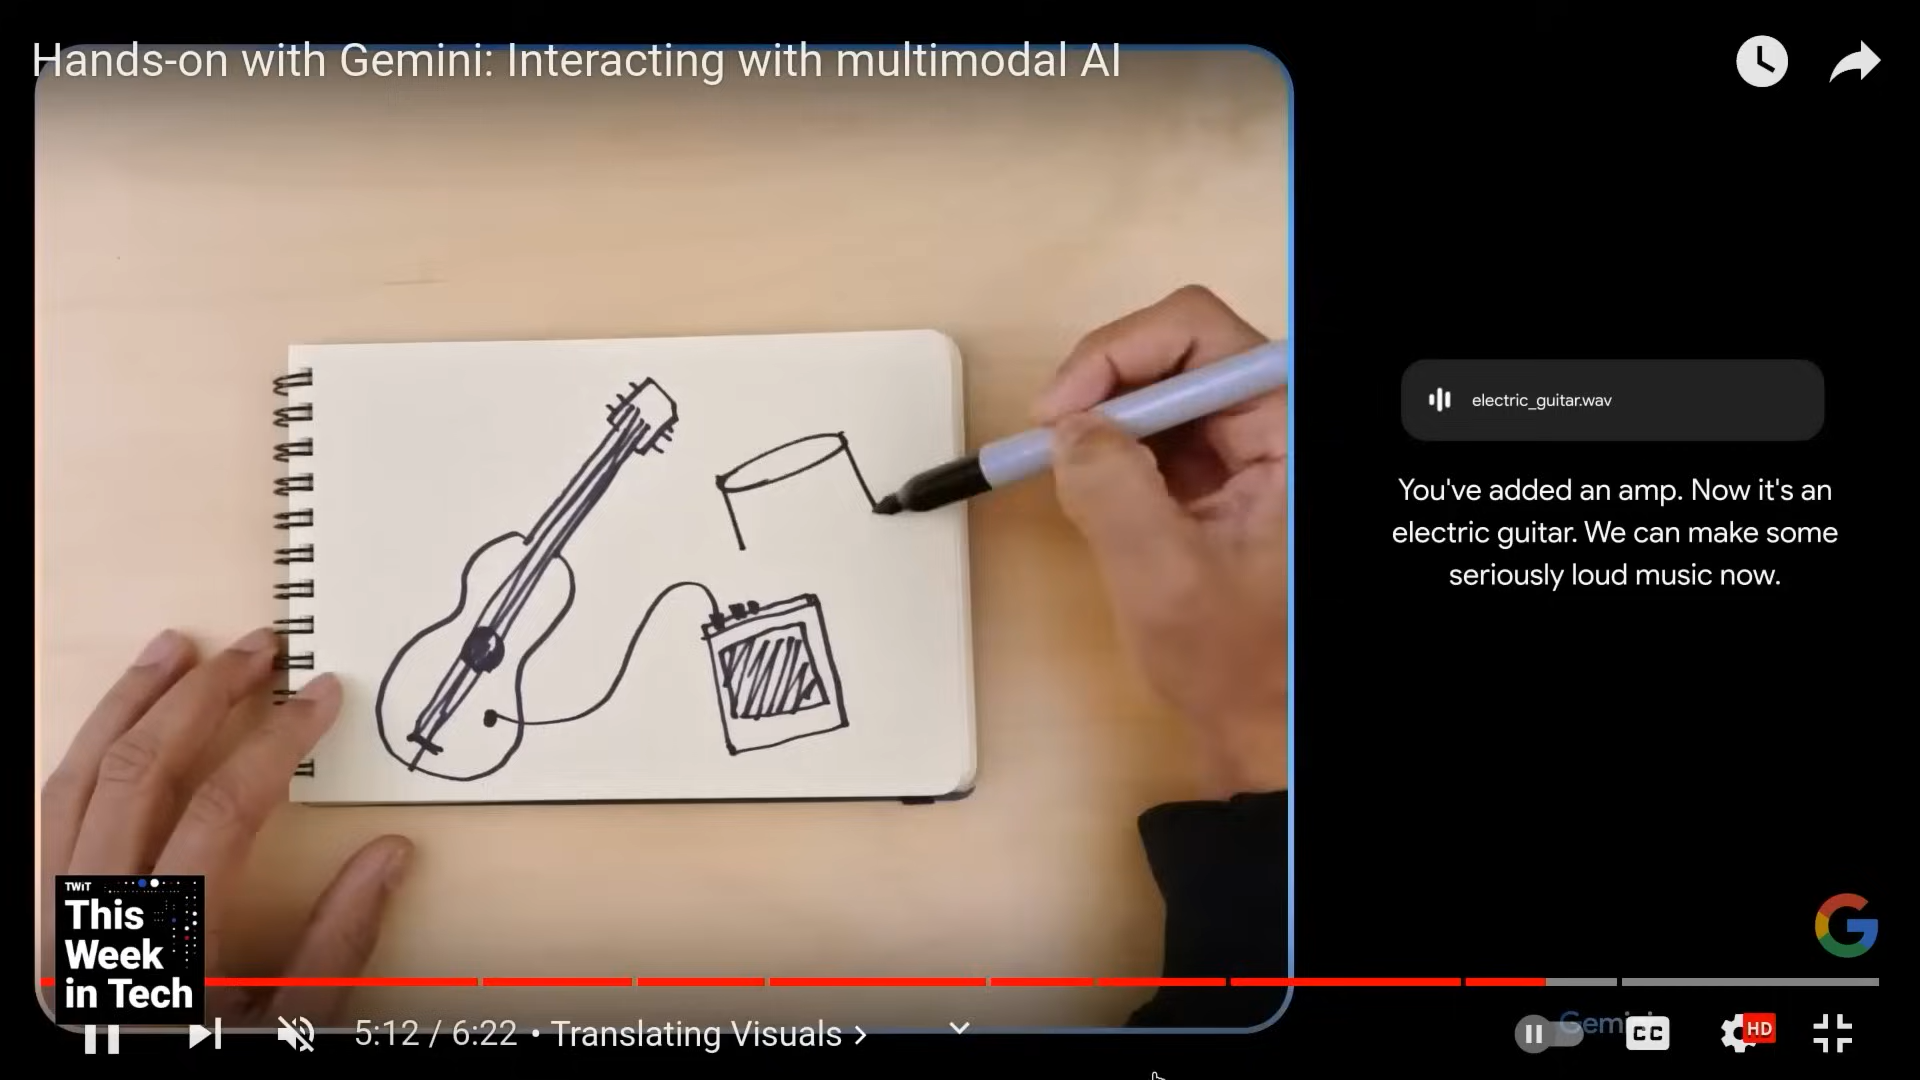 Hands-on with Gemini: Interacting with multimodal AI
electric_guitar.wav
You've added an amp. Now it's an
electric guitar. We can make some
seriously loud music now.
TWiT
This
Week
in Tech
5:12 / 6:22 • Translating Visuals
Gemini
CC
HD